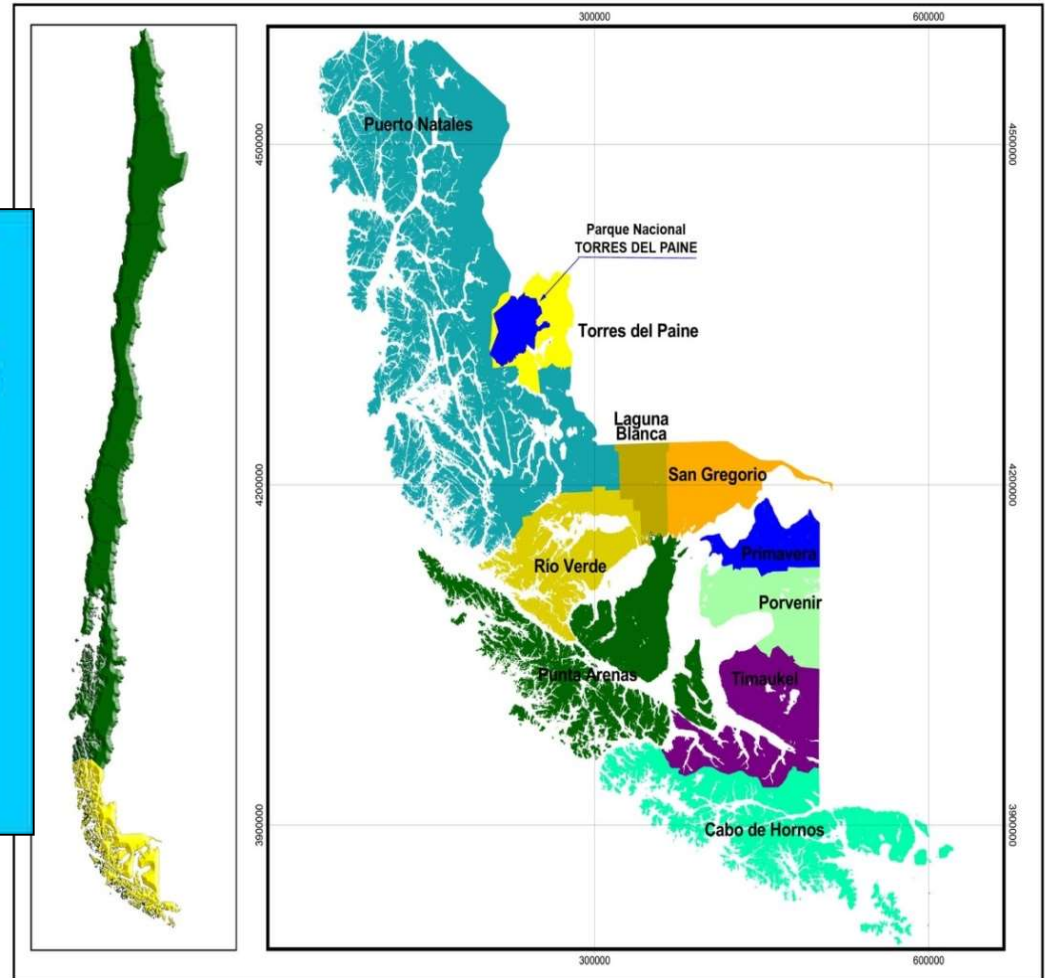 300000
600000
4500000
4500000
Puerto Natales
Parque Nacional
TORRES DEL PAINE
Torres del Paine
Laguna
Blanca
San Gregorio
4200000
4200000
Primavera
Rio Verde
Porvenir
Punta Arenas
Timaukel
3900000
3900000
Cabo de Hornos
300000
600000